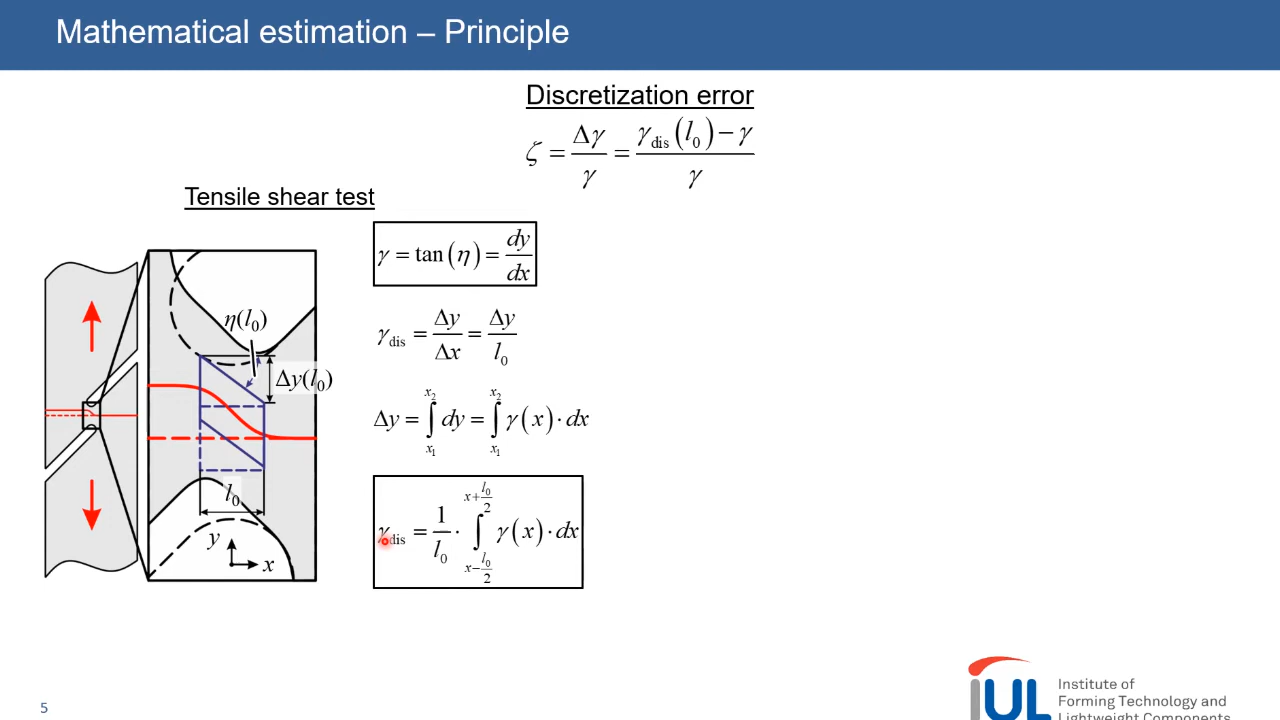 Mathematical estimation – Principle
Discretization error
ζ = Δγ / γ = (γ_dis (l_0) − γ) / γ
Tensile shear test
γ = tan(η) = dy / dx
η(l_0)
γ_dis = Δy / Δx = Δy / l_0
Δy(l_0)
Δy = ∫_{x_1}^{x_2} dy = ∫_{x_1}^{x_2} γ(x) · dx
l_0
γ_dis = 1 / l_0 · ∫_{x−l_0/2}^{x+l_0/2} γ(x) · dx
y
x
iUL
Institute of
Forming Technology and
Lightweight Components
5